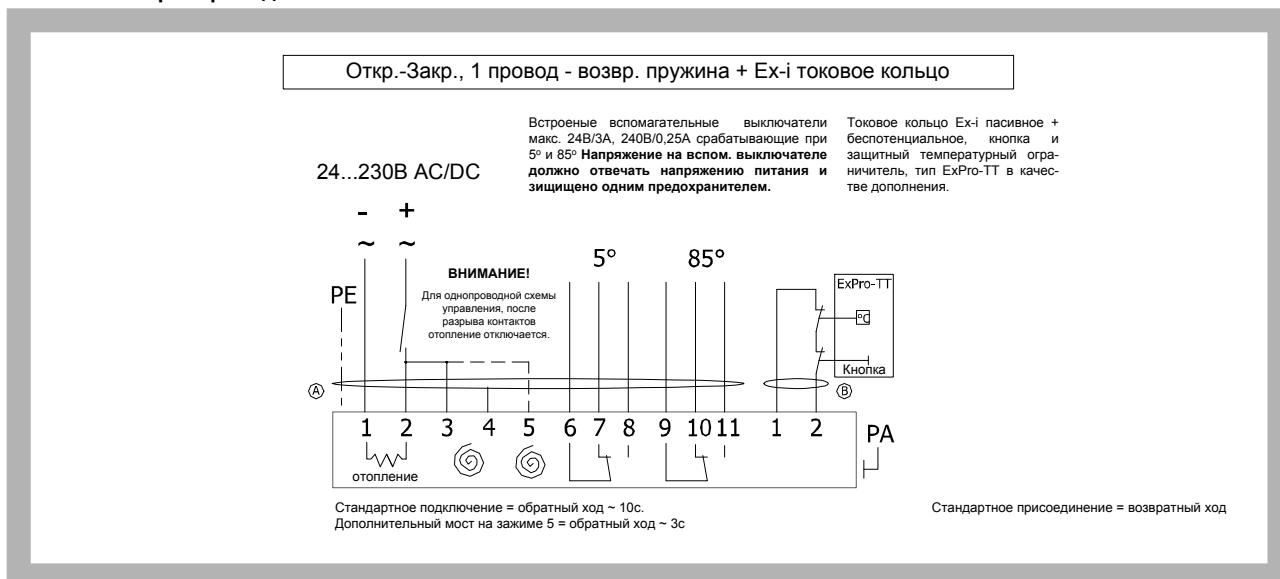 Откр.-Закр., 1 провод - возвр. пружина + Ex-i токовое кольцо
Встроеные вспомагательные выключатели
макс. 24В/3А, 240В/0,25А срабатывающие при
5° и 85° Напряжение на вспом. выключателе
должно отвечать напряжению питания и
зищищено одним предохранителем.
Токовое кольцо Ex-i пасивное +
беспотенциальное, кнопка и
защитный температурный огра-
ничитель, тип ExPro-TT в качес-
тве дополнения.
24...230В AC/DC
- +
~ ~
5° 85°
ВНИМАНИЕ!
Для однопроводной схемы
управления, после
разрыва контактов
отопление отключается.
PE
ExPro-TT
°C
Кнопка
A
B
1 2 3 4 5 6 7 8 9 10 11 1 2
PA
отопление
Стандартное подключение = обратный ход ~ 10с.
Дополнительный мост на зажиме 5 = обратный ход ~ 3с
Стандартное присоединение = возвратный ход